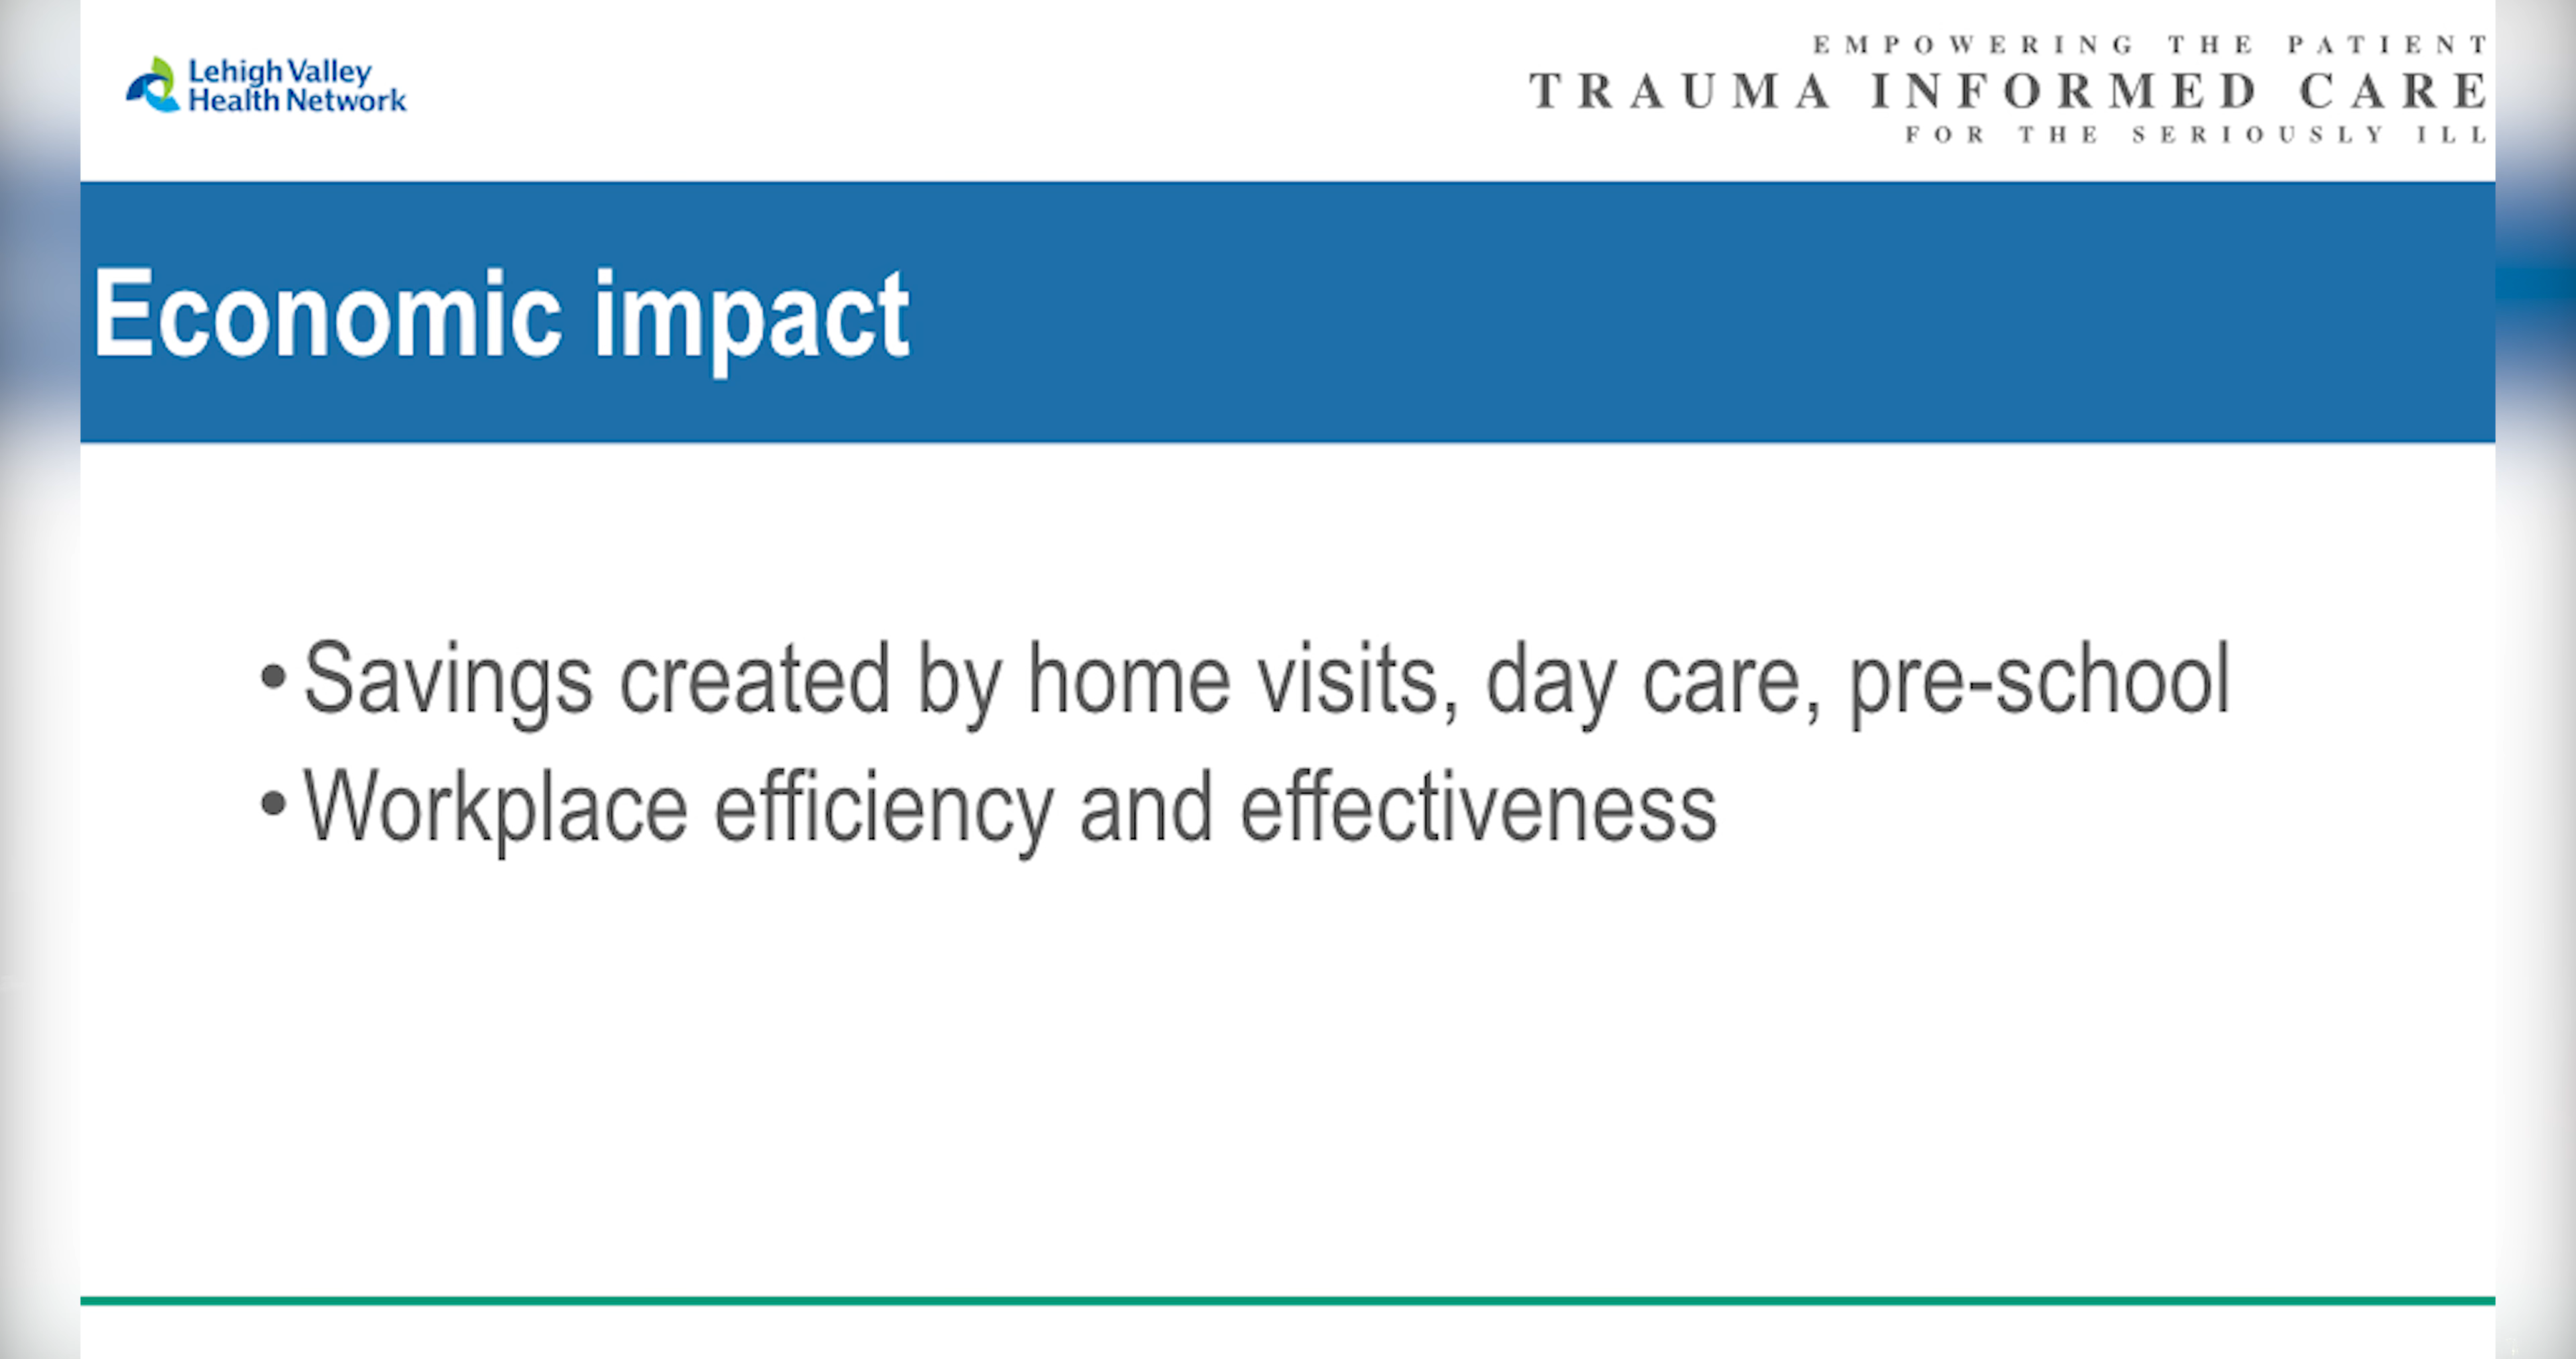 Lehigh Valley
Health Network
EMPOWERING THE PATIENT
TRAUMA INFORMED CARE
FOR THE SERIOUSLY ILL
Economic impact
• Savings created by home visits, day care, pre-school
• Workplace efficiency and effectiveness